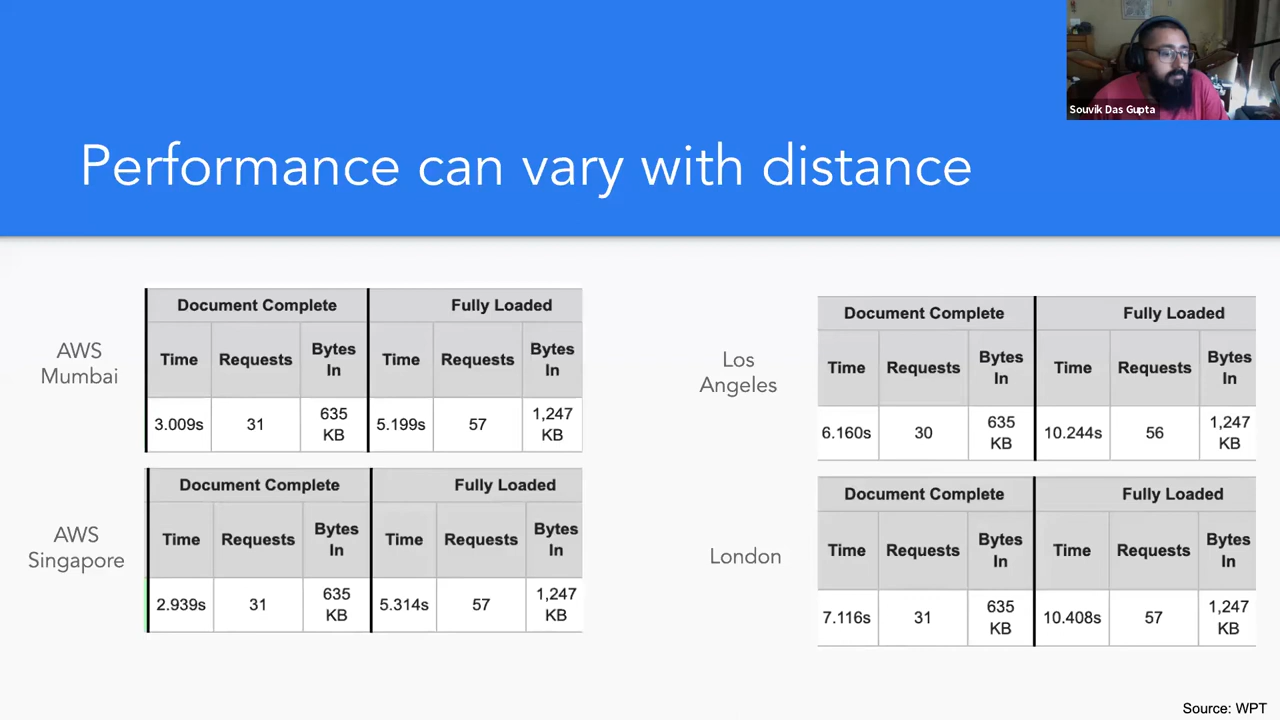 Souvik Das Gupta
Performance can vary with distance
AWS
Mumbai
Document Complete Fully Loaded
Time Requests Bytes In Time Requests Bytes In
3.009s 31 635 KB 5.199s 57 1,247 KB
AWS
Singapore
Document Complete Fully Loaded
Time Requests Bytes In Time Requests Bytes In
2.939s 31 635 KB 5.314s 57 1,247 KB
Los
Angeles
Document Complete Fully Loaded
Time Requests Bytes In Time Requests Bytes In
6.160s 30 635 KB 10.244s 56 1,247 KB
London
Document Complete Fully Loaded
Time Requests Bytes In Time Requests Bytes In
7.116s 31 635 KB 10.408s 57 1,247 KB
Source: WPT